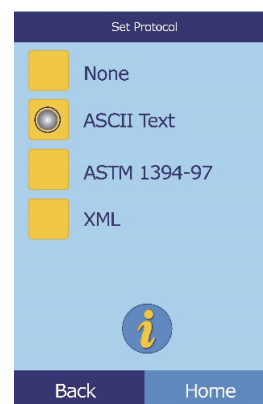 Set Protocol
None
ASCII Text
ASTM 1394-97
XML
i
Back Home